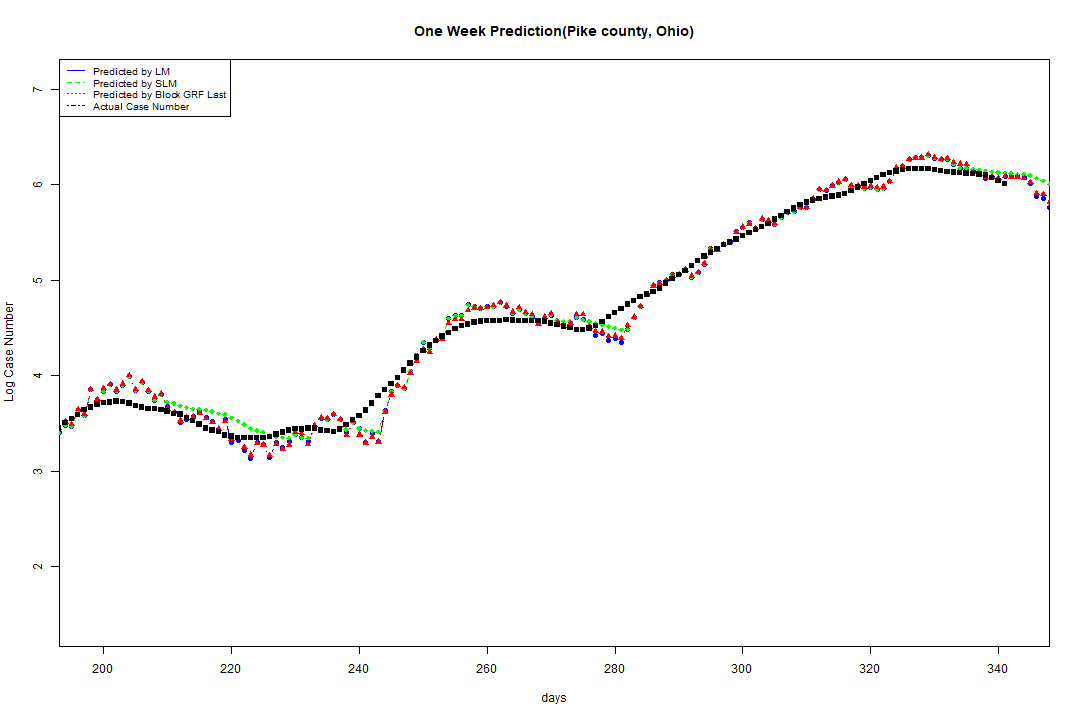 One Week Prediction(Pike county, Ohio)
Predicted by LM
Predicted by SLM
Predicted by Block GRF Last
Actual Case Number
7
6
5
4
3
2
Log Case Number
200 220 240 260 280 300 320 340
days